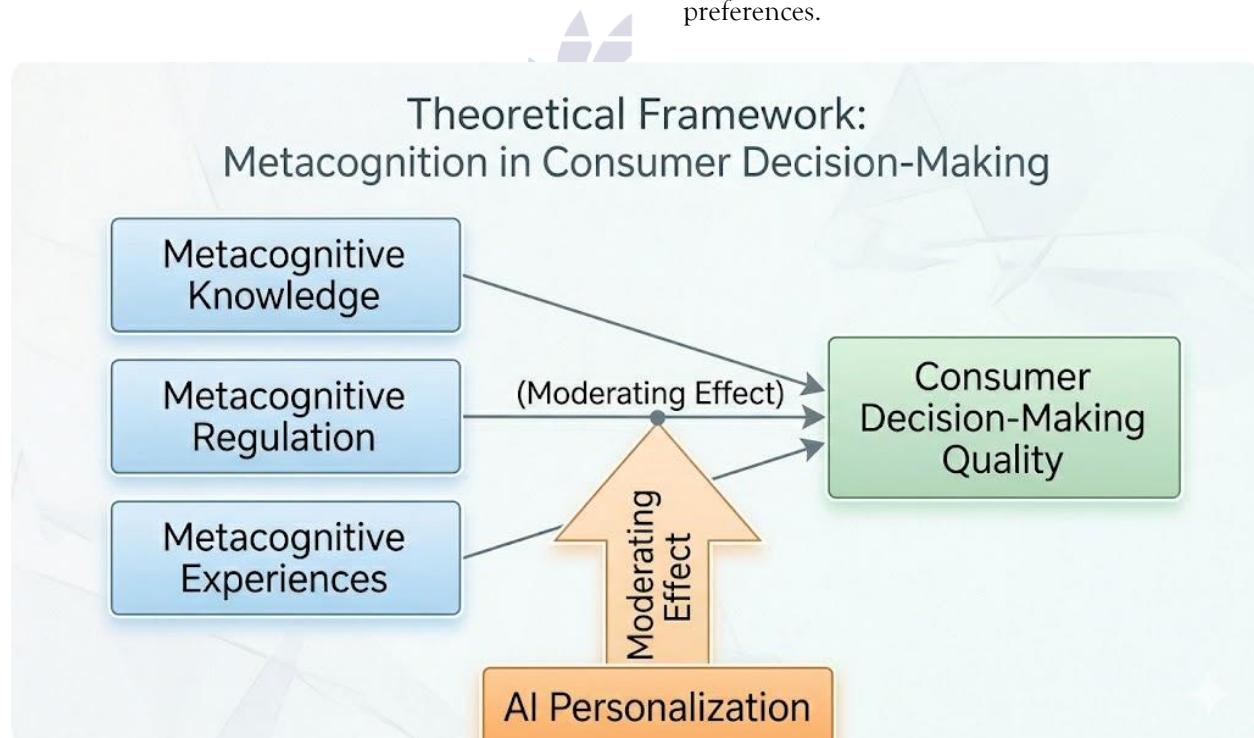 preferences.
Theoretical Framework:
Metacognition in Consumer Decision-Making
Metacognitive
Knowledge
Metacognitive
Regulation
Metacognitive
Experiences
(Moderating Effect)
Moderating
Effect
Consumer
Decision-Making
Quality
AI Personalization